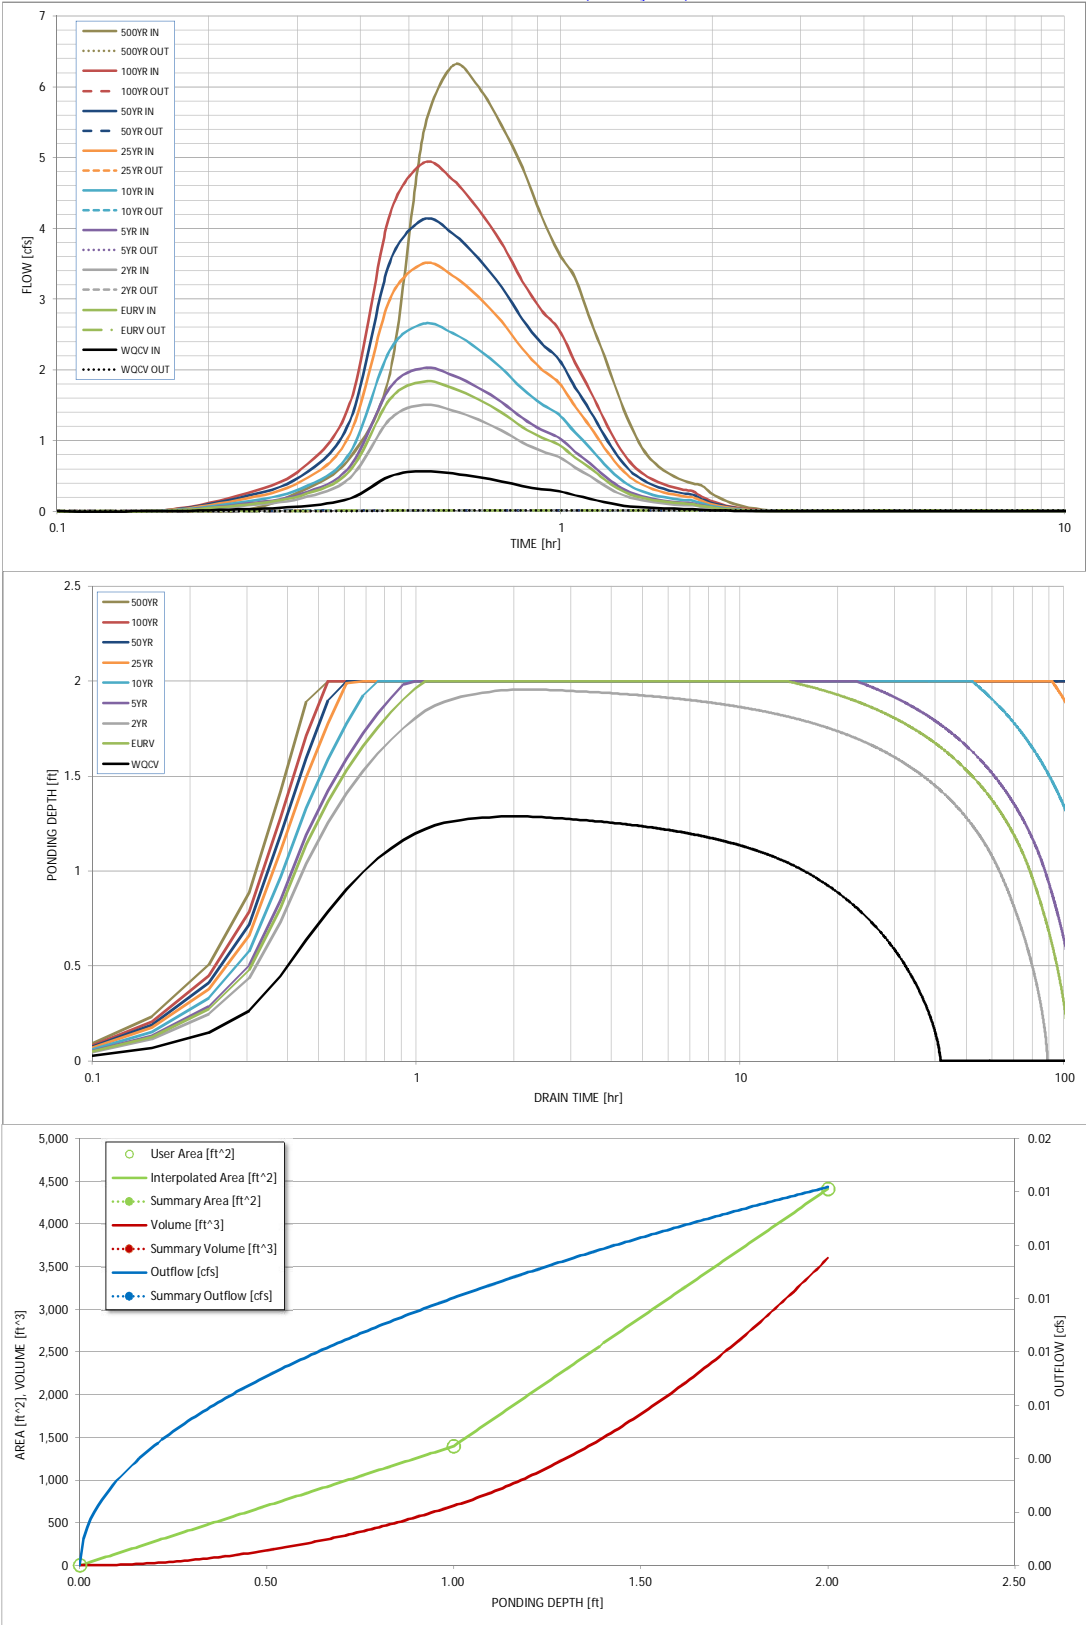 7
6
5
4
3
2
1
0
FLOW [cfs]
500YR IN
500YR OUT
100YR IN
100YR OUT
50YR IN
50YR OUT
25YR IN
25YR OUT
10YR IN
10YR OUT
5YR IN
5YR OUT
2YR IN
2YR OUT
EURV IN
EURV OUT
WQCV IN
WQCV OUT
0.1
1
10
TIME [hr]
2.5
2
1.5
1
0.5
0
PONDING DEPTH [ft]
500YR
100YR
50YR
25YR
10YR
5YR
2YR
EURV
WQCV
0.1
1
10
100
DRAIN TIME [hr]
5,000
4,500
4,000
3,500
3,000
2,500
2,000
1,500
1,000
500
0
AREA [ft^2], VOLUME [ft^3]
User Area [ft^2]
Interpolated Area [ft^2]
Summary Area [ft^2]
Volume [ft^3]
Summary Volume [ft^3]
Outflow [cfs]
Summary Outflow [cfs]
0.02
0.01
0.01
0.01
0.01
0.01
0.00
0.00
0.00
OUTFLOW [cfs]
0.00
0.50
1.00
1.50
2.00
2.50
PONDING DEPTH [ft]